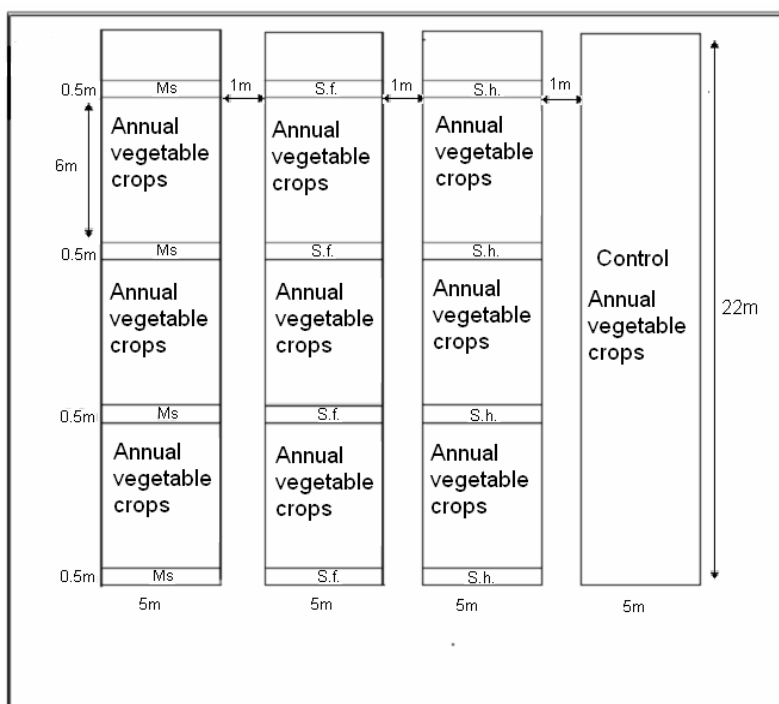 0.5m Ms 1m S.f. 1m S.h. 1m
Annual
vegetable
crops
Annual
vegetable
crops
Annual
vegetable
crops
6m
0.5m Ms S.f. S.h.
Control
Annual
vegetable
crops
22m
Annual
vegetable
crops
Annual
vegetable
crops
Annual
vegetable
crops
0.5m Ms S.f. S.h.
Annual
vegetable
crops
Annual
vegetable
crops
Annual
vegetable
crops
0.5m Ms S.f. S.h.
5m 5m 5m 5m